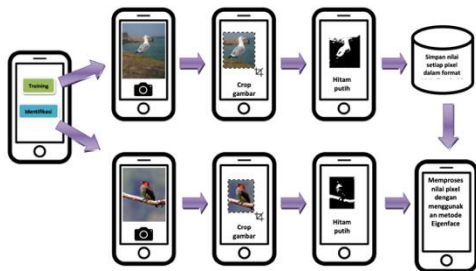 Training
Identifikasi
Crop
gambar
Hitam
putih
Simpan nilai
setiap pixel
dalam format
Crop
gambar
Hitam
putih
Memproses
nilai pixel
dengan
menggunak
an metode
Eigenface